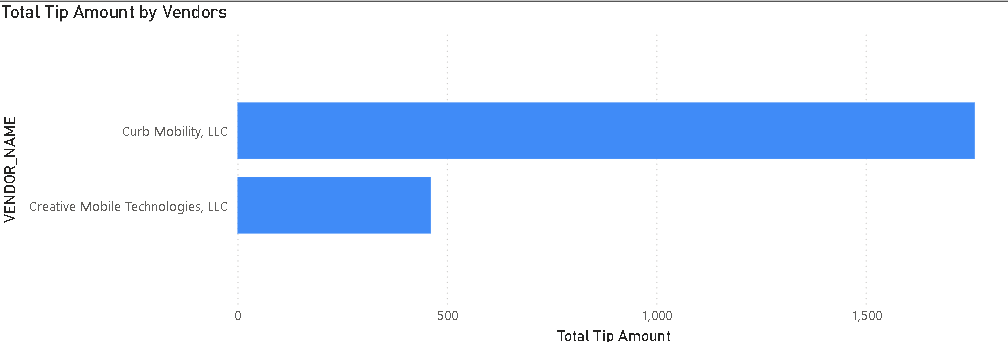 Total Tip Amount by Vendors
VENDOR_NAME
Curb Mobility, LLC
Creative Mobile Technologies, LLC
0 500 1,000 1,500
Total Tip Amount